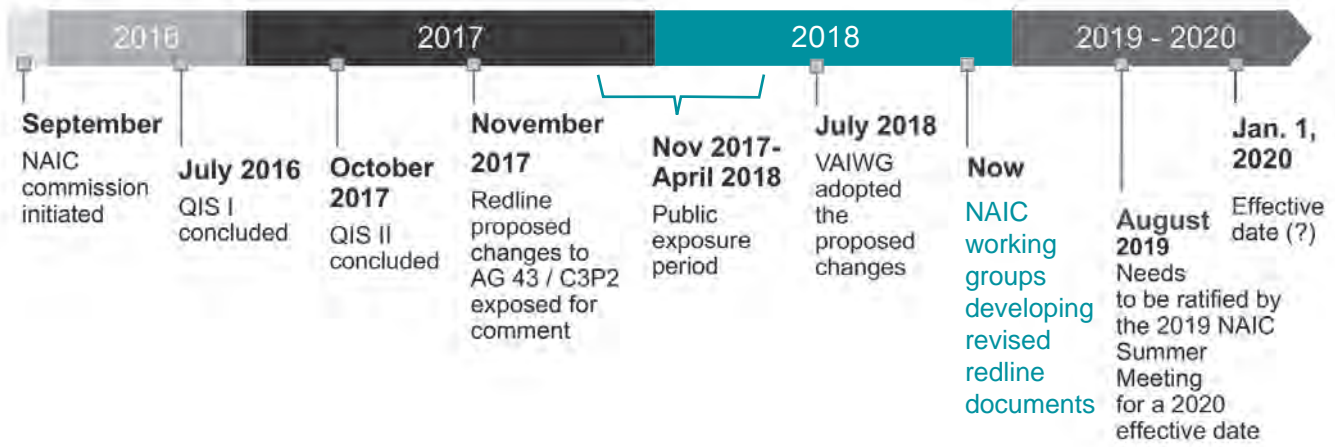 2016
2017
2018
2019 - 2020
September
NAIC
commission
initiated
July 2016
QIS I
concluded
October
2017
QIS II
concluded
November
2017
Redline
proposed
changes to
AG 43 / C3P2
exposed for
comment
Nov 2017-
April 2018
Public
exposure
period
July 2018
VAIWG
adopted
the
proposed
changes
Now
NAIC
working
groups
developing
revised
redline
documents
August
2019
Needs
to be ratified by
the 2019 NAIC
Summer
Meeting
for a 2020
effective date
Jan. 1,
2020
Effective
date (?)